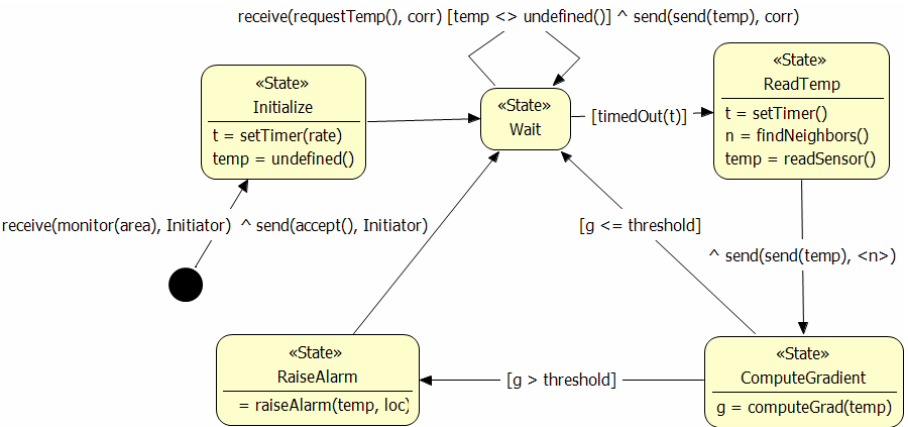 receive(requestTemp(), corr) [temp <> undefined()] ^ send(send(temp), corr)
«State»
Initialize
t = setTimer(rate)
temp = undefined()
«State»
Wait
[timedOut(t)]
«State»
ReadTemp
t = setTimer()
n = findNeighbors()
temp = readSensor()
receive(monitor(area), Initiator) ^ send(accept(), Initiator)
[g <= threshold]
^ send(send(temp), <n>)
«State»
RaiseAlarm
= raiseAlarm(temp, loc)
[g > threshold]
«State»
ComputeGradient
g = computeGrad(temp)